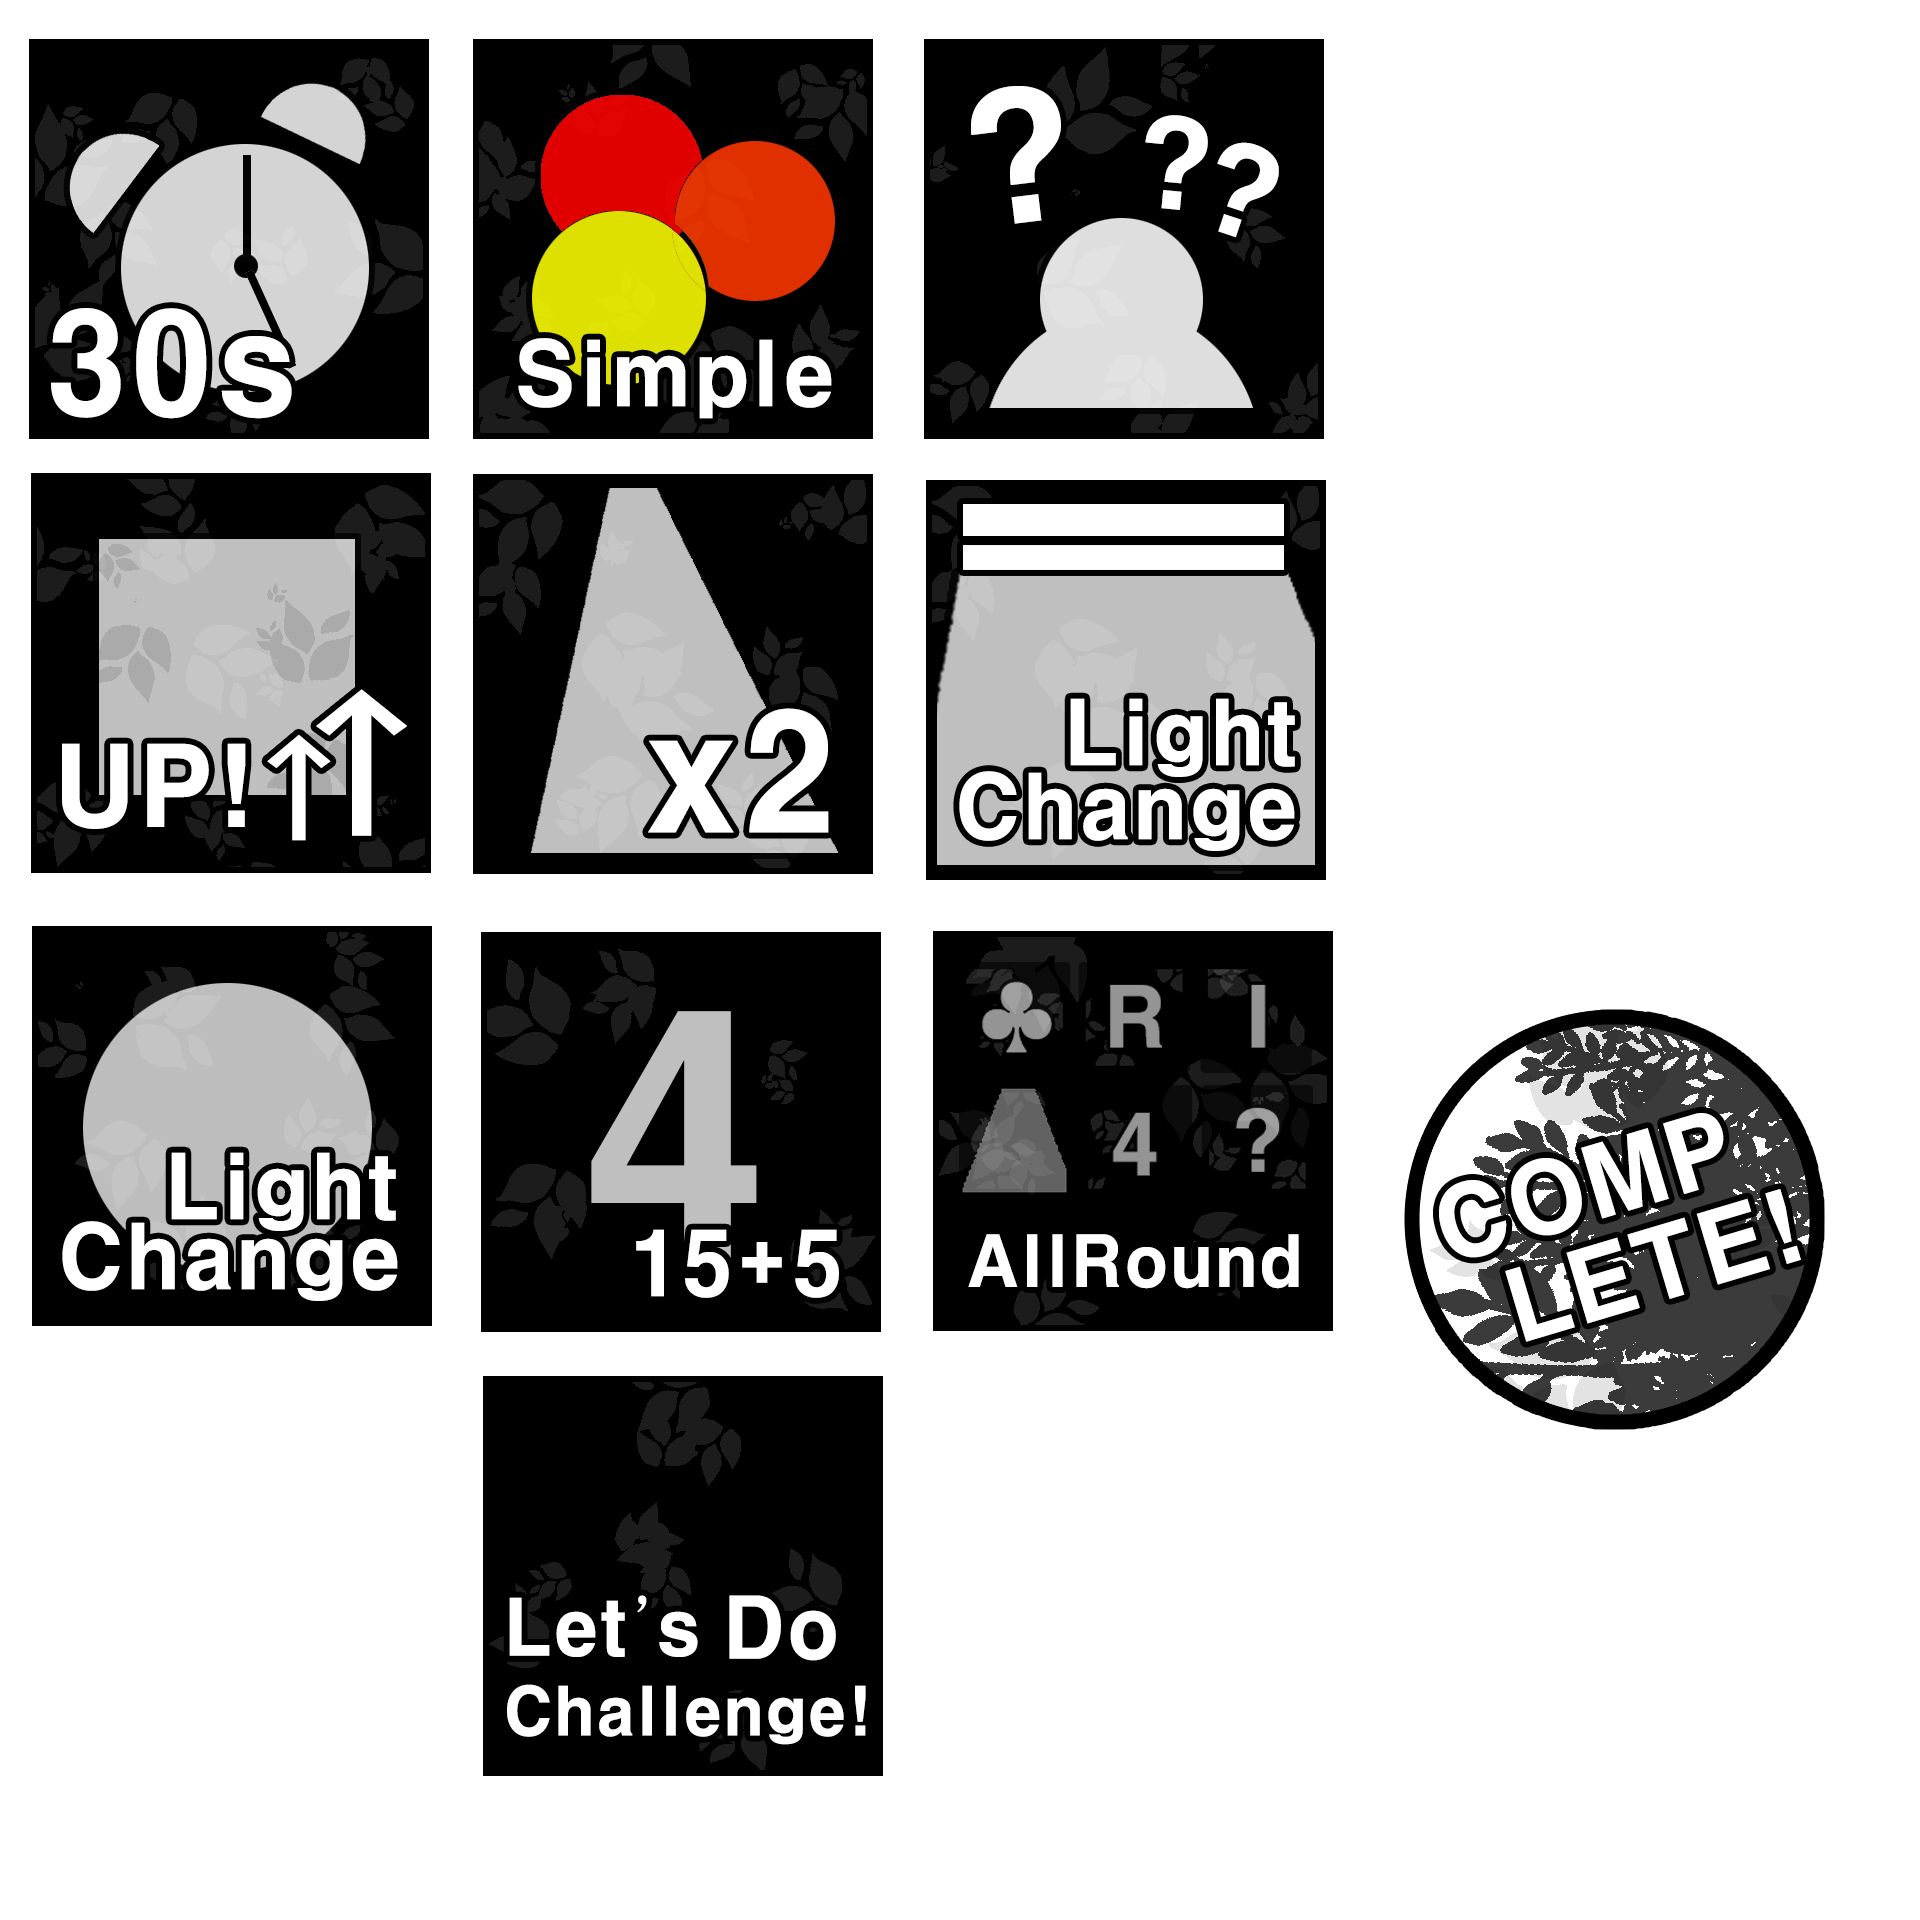 30s
Simple
? ? ?
UP!↑↑
x2
Light
Change
Light
Change
4
15+5
♣ R I
4 ?
AllRound
COMP
LETE!
Let's Do
Challenge!